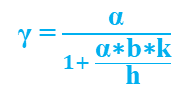 γ = α / (1 + (α*b*k / h))